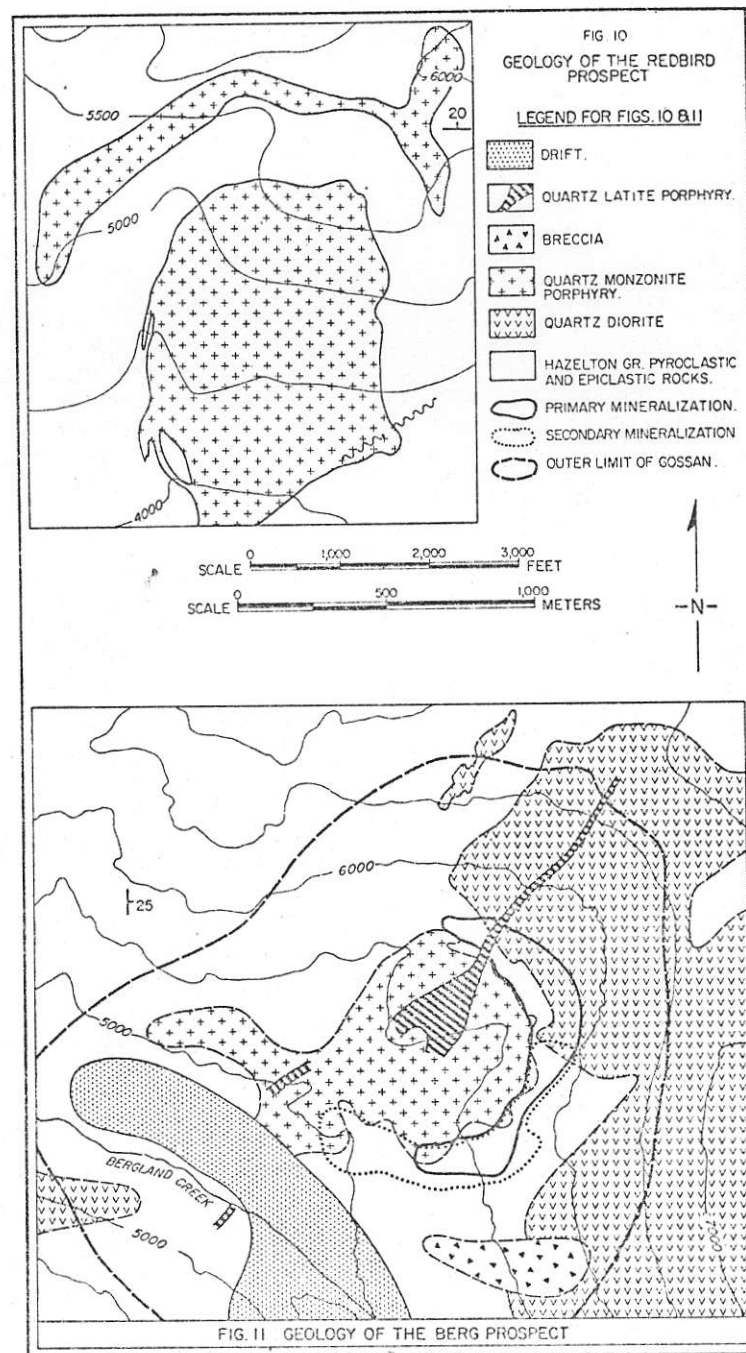 FIG. 10
GEOLOGY OF THE REDBIRD
PROSPECT
LEGEND FOR FIGS. 10 & 11
DRIFT.
QUARTZ LATITE PORPHYRY.
BRECCIA
QUARTZ MONZONITE
PORPHYRY.
QUARTZ DIORITE
HAZELTON GR. PYROCLASTIC
AND EPICLASTIC ROCKS.
PRIMARY MINERALIZATION.
SECONDARY MINERALIZATION
OUTER LIMIT OF GOSSAN.
6000
5500
20
5000
4000
0 1,000 2,000 3,000
SCALE FEET
0 500 1,000
SCALE METERS
-N-
6000
25
5000
BERGLAND CREEK
5000
7000
FIG. 11 GEOLOGY OF THE BERG PROSPECT